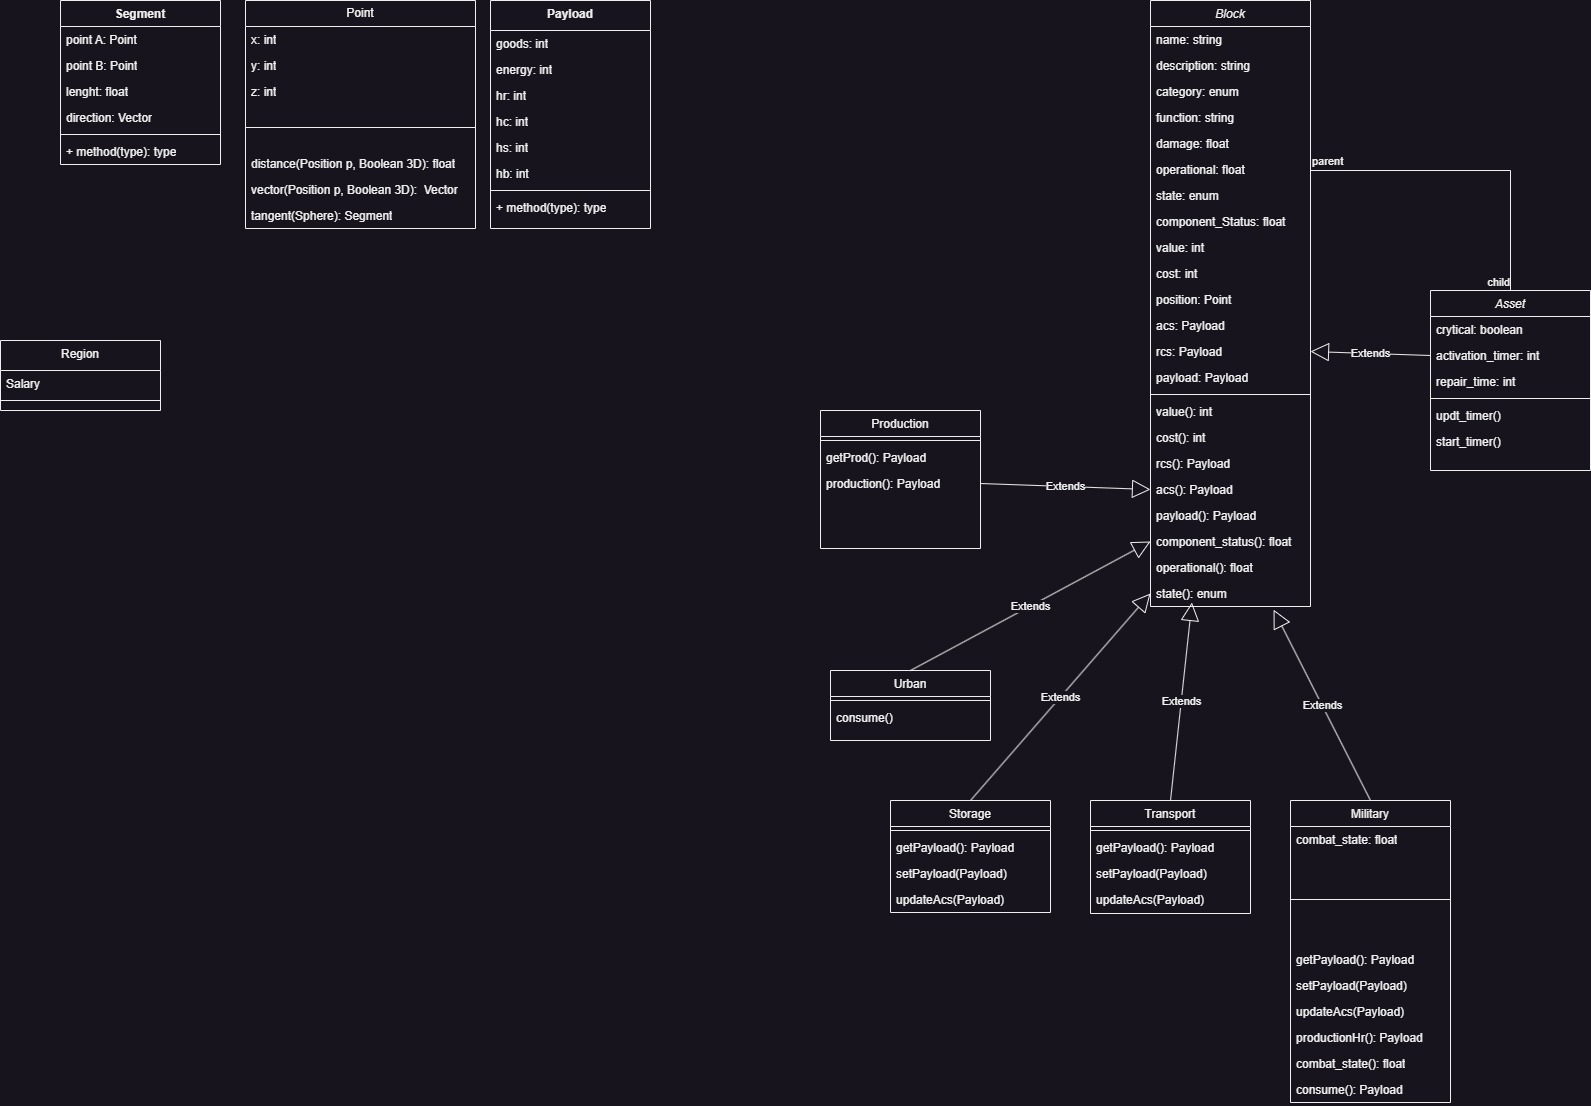 Segment
point A: Point
point B: Point
lenght: float
direction: Vector
+ method(type): type
Point
x: int
y: int
z: int
distance(Position p, Boolean 3D): float
vector(Position p, Boolean 3D):  Vector
tangent(Sphere): Segment
Payload
goods: int
energy: int
hr: int
hc: int
hs: int
hb: int
+ method(type): type
Block
name: string
description: string
category: enum
function: string
damage: float
operational: float
state: enum
component_Status: float
value: int
cost: int
position: Point
acs: Payload
rcs: Payload
payload: Payload
value(): int
cost(): int
rcs(): Payload
acs(): Payload
payload(): Payload
component_status(): float
operational(): float
state(): enum
parent
child
Asset
crytical: boolean
activation_timer: int
repair_time: int
updt_timer()
start_timer()
Extends
Region
Salary
Production
getProd(): Payload
production(): Payload
Extends
Extends
Urban
consume()
Extends
Extends
Extends
Storage
getPayload(): Payload
setPayload(Payload)
updateAcs(Payload)
Transport
getPayload(): Payload
setPayload(Payload)
updateAcs(Payload)
Military
combat_state: float
getPayload(): Payload
setPayload(Payload)
updateAcs(Payload)
productionHr(): Payload
combat_state(): float
consume(): Payload